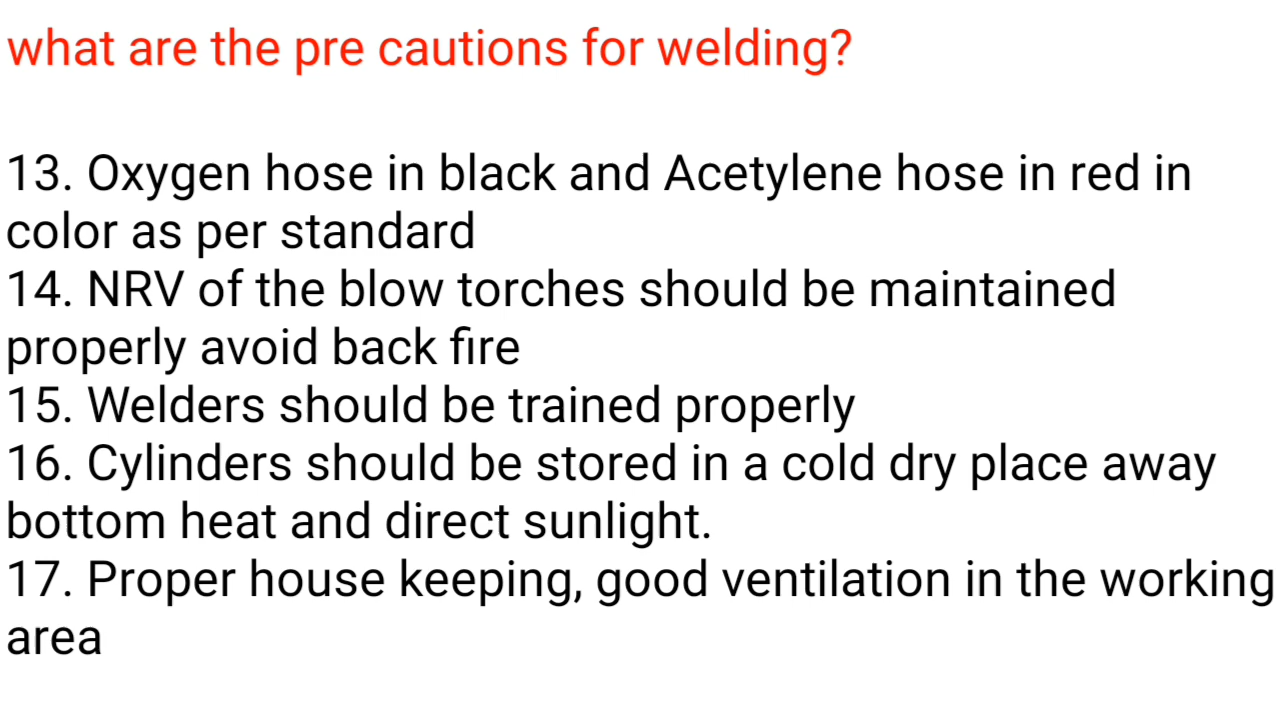 what are the pre cautions for welding?
13. Oxygen hose in black and Acetylene hose in red in
color as per standard
14. NRV of the blow torches should be maintained
properly avoid back fire
15. Welders should be trained properly
16. Cylinders should be stored in a cold dry place away
bottom heat and direct sunlight.
17. Proper house keeping, good ventilation in the working
area